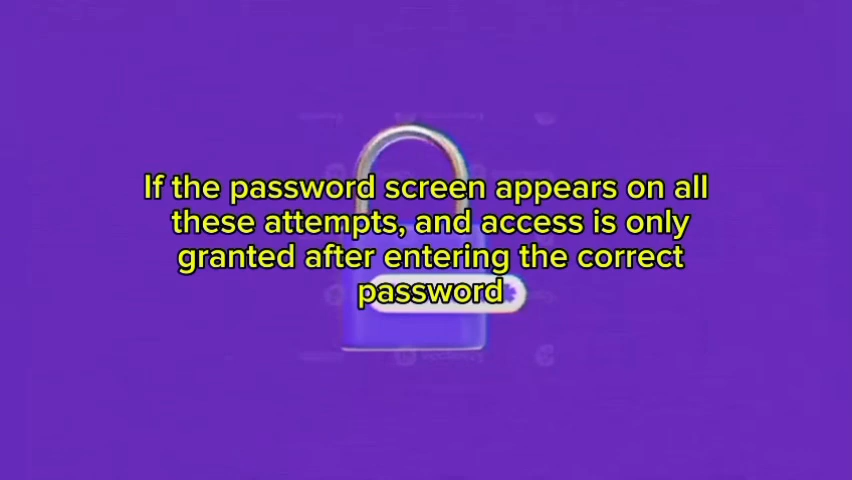 If the password screen appears on all
these attempts, and access is only
granted after entering the correct
password